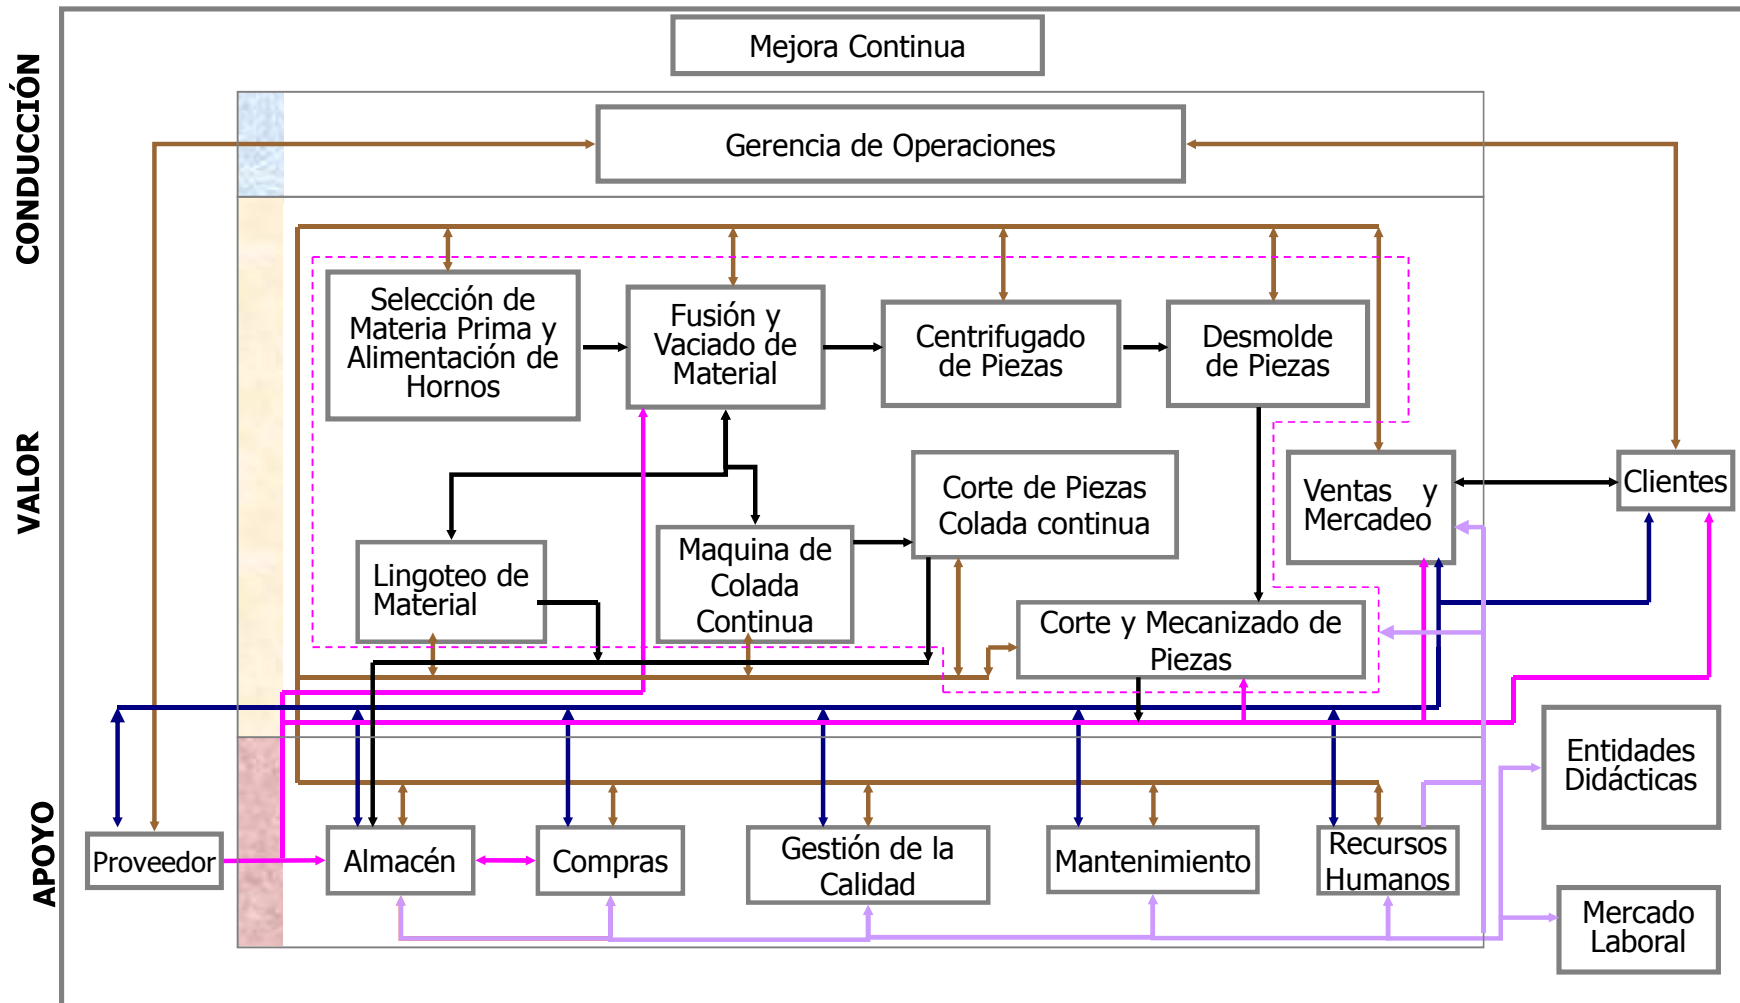 Mejora Continua
CONDUCCIÓN
Gerencia de Operaciones
VALOR
Selección de
Materia Prima y
Alimentación de
Hornos
Fusión y
Vaciado de
Material
Centrifugado
de Piezas
Desmolde
de Piezas
Corte de Piezas
Colada continua
Ventas y
Mercadeo
Clientes
Lingoteo de
Material
Maquina de
Colada
Continua
Corte y Mecanizado de
Piezas
APOYO
Proveedor
Almacén
Compras
Gestión de la
Calidad
Mantenimiento
Recursos
Humanos
Entidades
Didácticas
Mercado
Laboral